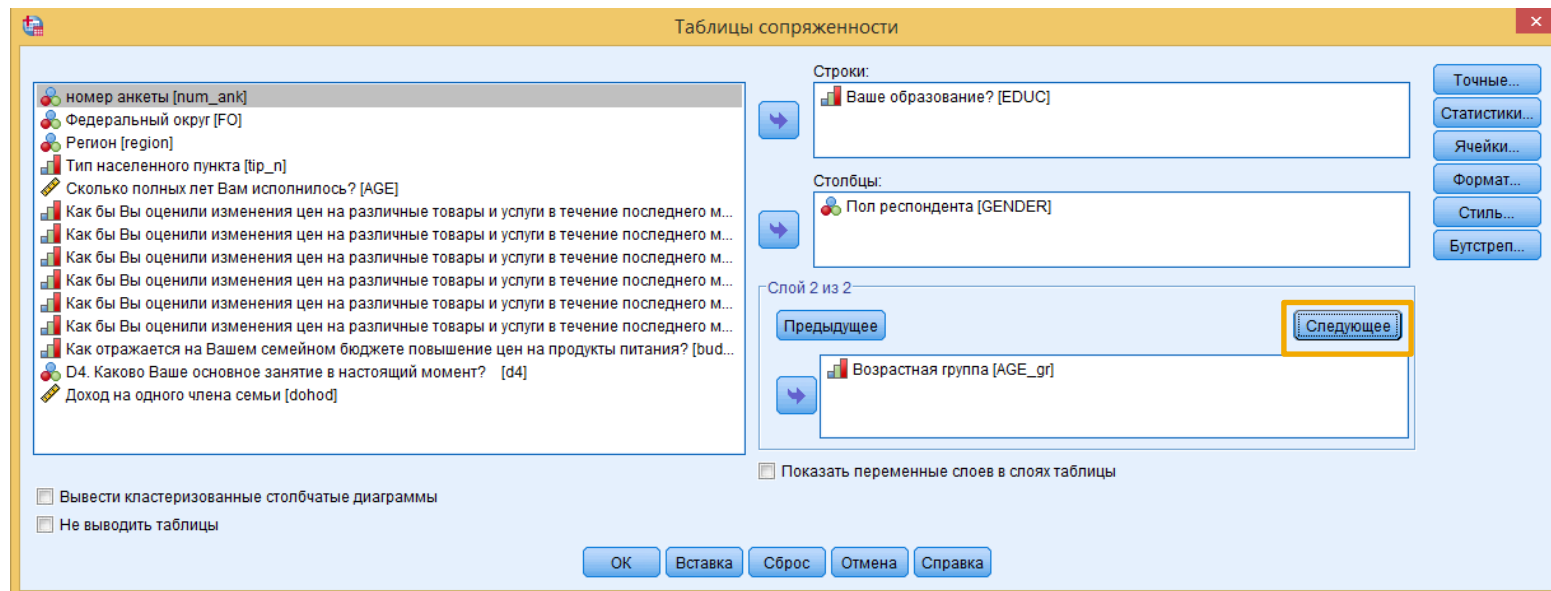 Таблицы сопряженности
номер анкеты [num_ank]
Федеральный округ [FO]
Регион [region]
Тип населенного пункта [tip_n]
Сколько полных лет Вам исполнилось? [AGE]
Как бы Вы оценили изменения цен на различные товары и услуги в течение последнего м...
Как бы Вы оценили изменения цен на различные товары и услуги в течение последнего м...
Как бы Вы оценили изменения цен на различные товары и услуги в течение последнего м...
Как бы Вы оценили изменения цен на различные товары и услуги в течение последнего м...
Как бы Вы оценили изменения цен на различные товары и услуги в течение последнего м...
Как бы Вы оценили изменения цен на различные товары и услуги в течение последнего м...
Как отражается на Вашем семейном бюджете повышение цен на продукты питания? [bud...
D4. Каково Ваше основное занятие в настоящий момент? [d4]
Доход на одного члена семьи [dohod]
Строки:
Ваше образование? [EDUC]
Столбцы:
Пол респондента [GENDER]
Слой 2 из 2
Предыдущее
Следующее
Возрастная группа [AGE_gr]
Показать переменные слоев в слоях таблицы
Точные...
Статистики...
Ячейки...
Формат...
Стиль...
Бутстреп...
Вывести кластеризованные столбчатые диаграммы
Не выводить таблицы
ОК
Вставка
Сброс
Отмена
Справка